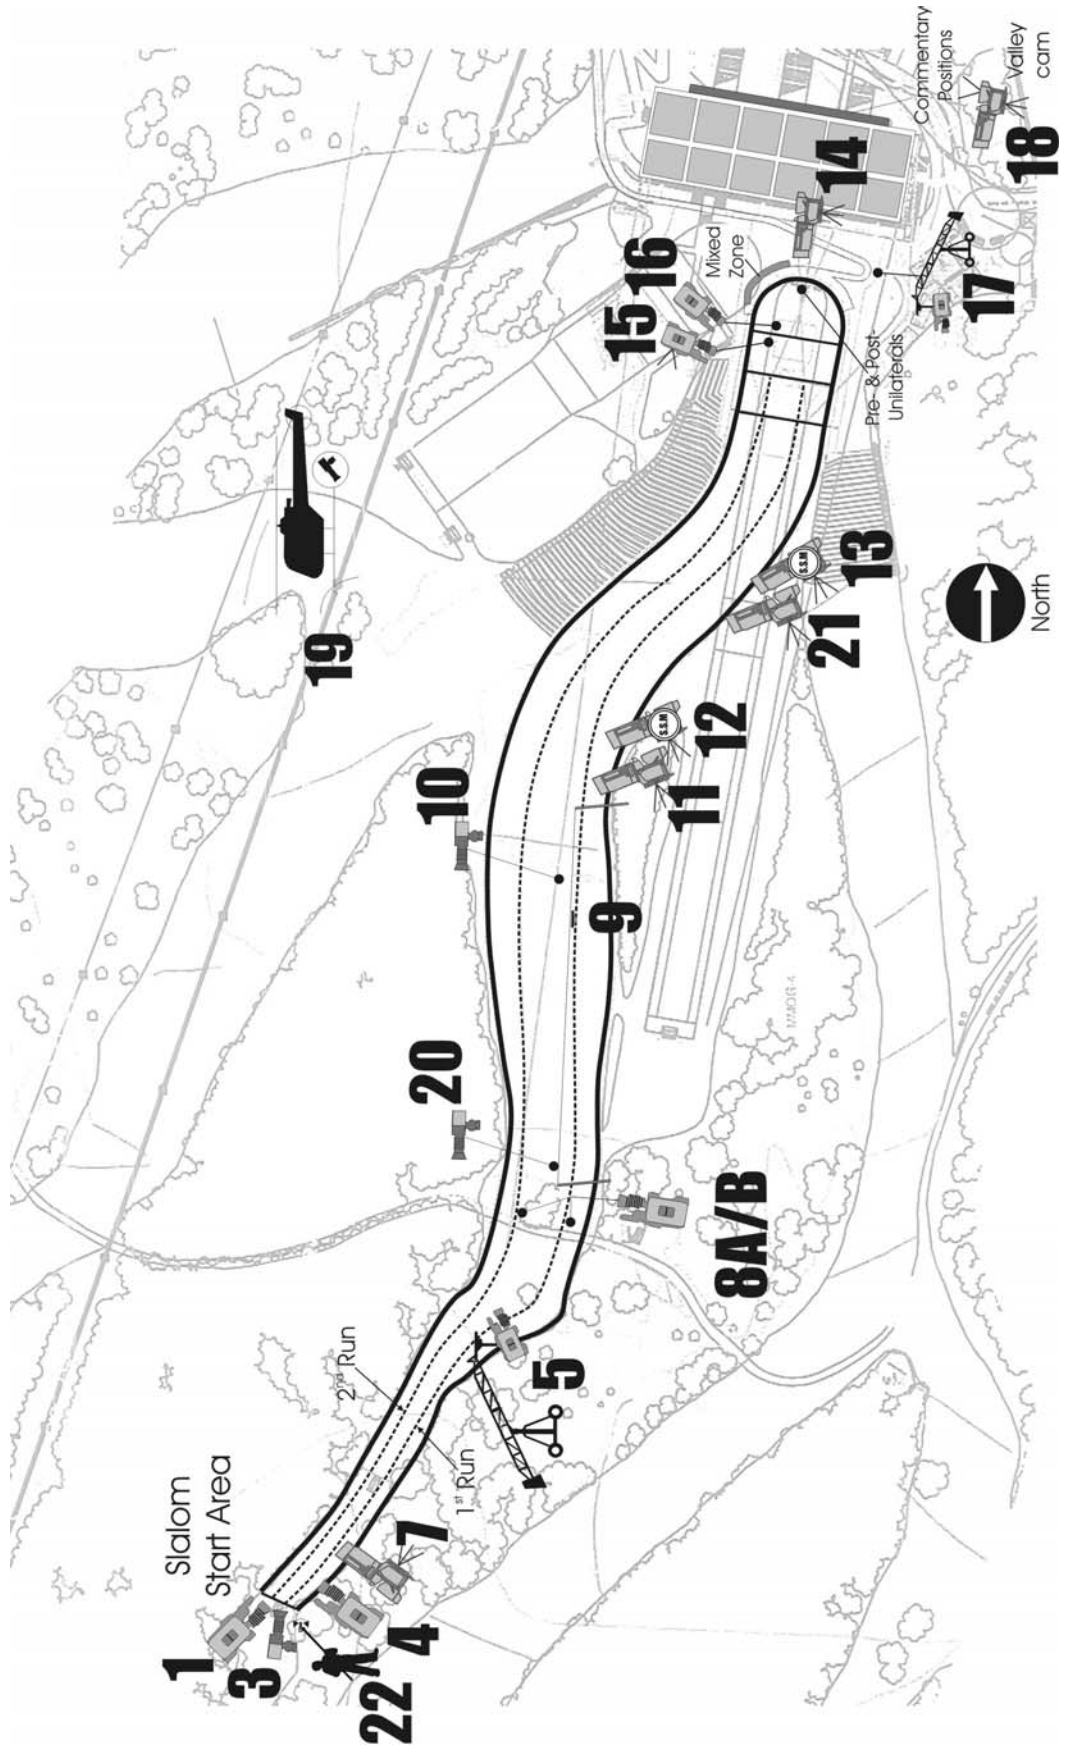 Commentary
Positions
Valley
cam
18
14
Mixed
Zone
16
15
17
Pre- & Post-
Unilaterals
19
S.S.M
13
21
North
S.S.M
12
11
10
9
20
8A/B
2nd Run
1st Run
5
Slalom
Start Area
7
4
1
3
22